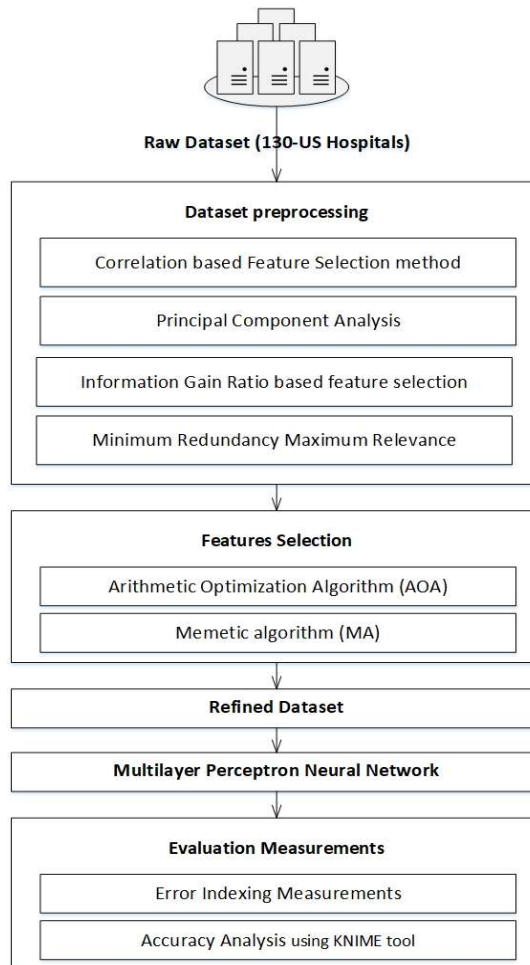 Raw Dataset (130-US Hospitals)
Dataset preprocessing
Correlation based Feature Selection method
Principal Component Analysis
Information Gain Ratio based feature selection
Minimum Redundancy Maximum Relevance
Features Selection
Arithmetic Optimization Algorithm (AOA)
Memetic algorithm (MA)
Refined Dataset
Multilayer Perceptron Neural Network
Evaluation Measurements
Error Indexing Measurements
Accuracy Analysis using KNIME tool